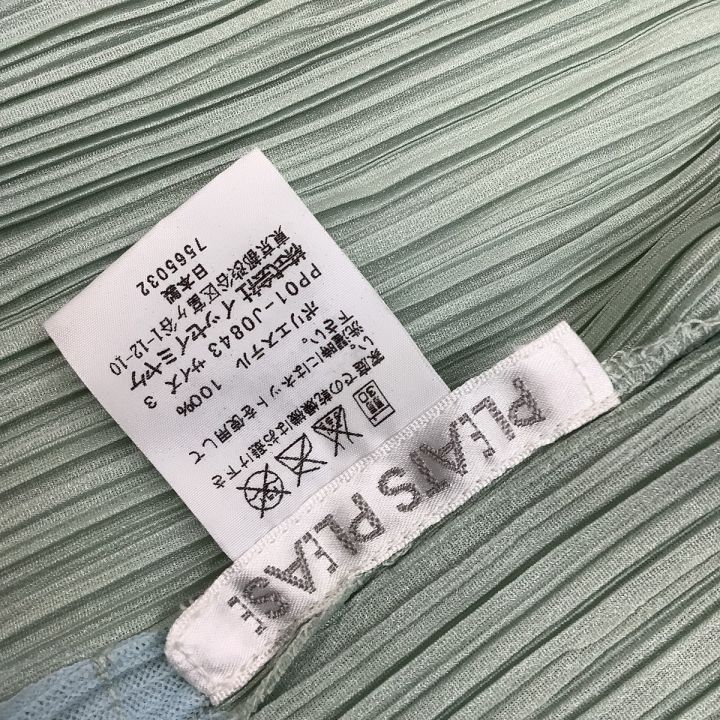 PLEATS PLEASE
30
家庭での乾燥機はお避け下さ
い。洗濯時にはネットを使用して
下さい。
ポリエステル 100%
PP01-J0843 サイズ 3
株式会社 イッセイミヤケ
東京都渋谷区富ヶ谷1-12-10
日本製
7565032